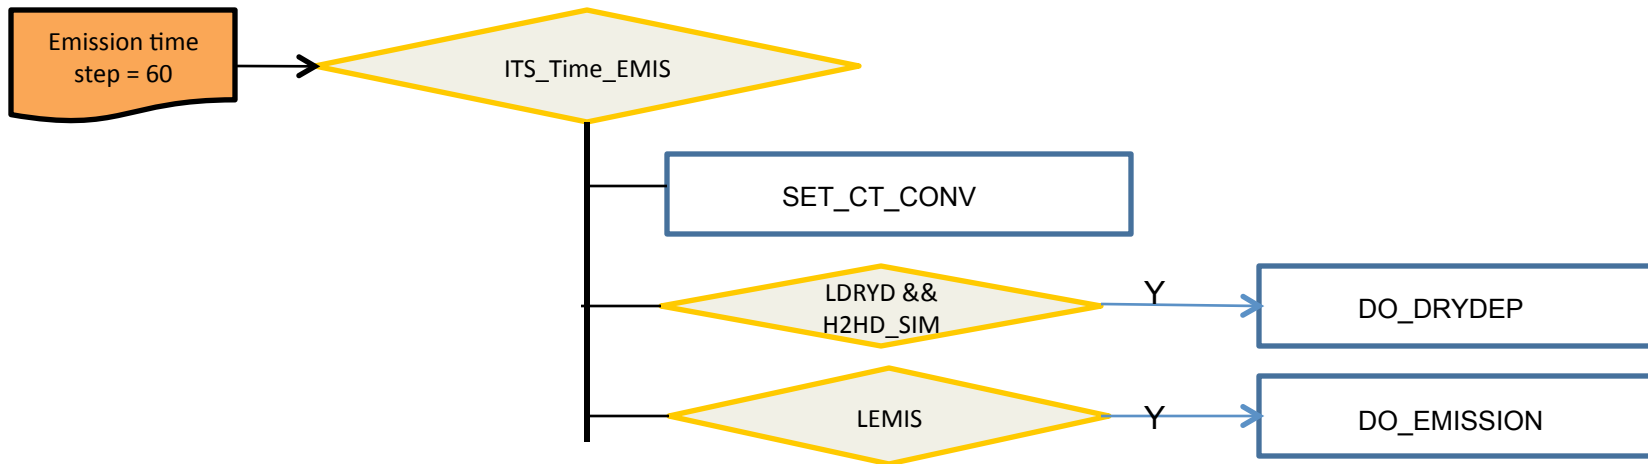 Emission time
step = 60
ITS_Time_EMIS
SET_CT_CONV
LDRYD &&
H2HD_SIM
Y
DO_DRYDEP
LEMIS
Y
DO_EMISSION